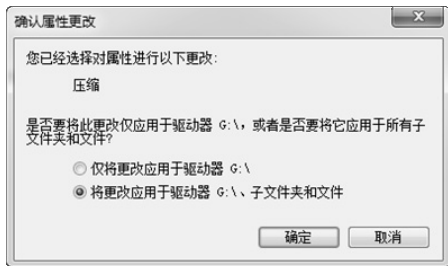 确认属性更改
您已经选择对属性进行以下更改:
压缩
是否要将此更改仅应用于驱动器 G:\，或者是否要将它应用于所有子
文件夹和文件?
仅将更改应用于驱动器 G:\
将更改应用于驱动器 G:\、子文件夹和文件
确定 取消